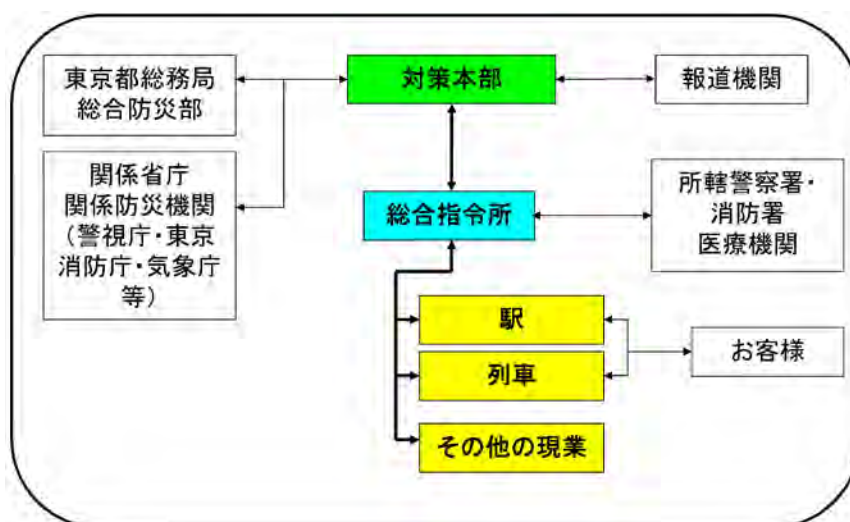 東京都総務局
総合防災部
対策本部
報道機関
関係省庁
関係防災機関
（警視庁・東京
消防庁・気象庁
等）
総合指令所
所轄警察署・
消防署
医療機関
駅
列車
お客様
その他の現業